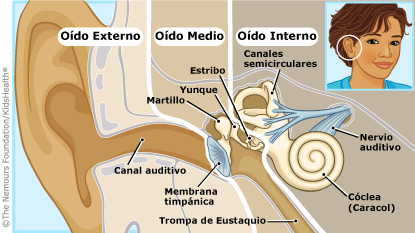 Oído Externo
Oído Medio
Oído Interno
Canales
semicirculares
Estribo
Yunque
Martillo
Nervio
auditivo
Canal auditivo
Membrana
timpánica
Cóclea
(Caracol)
Trompa de Eustaquio
©The Nemours Foundation/KidsHealth®